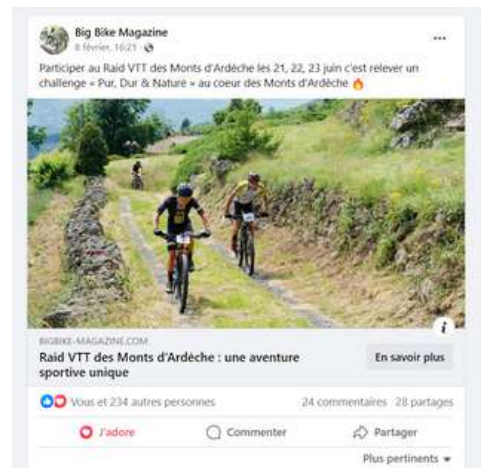 Big Bike Magazine
8 février, 16:21
Participer au Raid VTT des Monts d'Ardèche les 21, 22, 23 juin c'est relever un
challenge « Pur, Dur & Nature » au coeur des Monts d'Ardèche
BIGBIKE-MAGAZINE.COM
Raid VTT des Monts d'Ardèche : une aventure
sportive unique
En savoir plus
Vous et 234 autres personnes
24 commentaires 28 partages
J'adore
Commenter
Partager
Plus pertinents